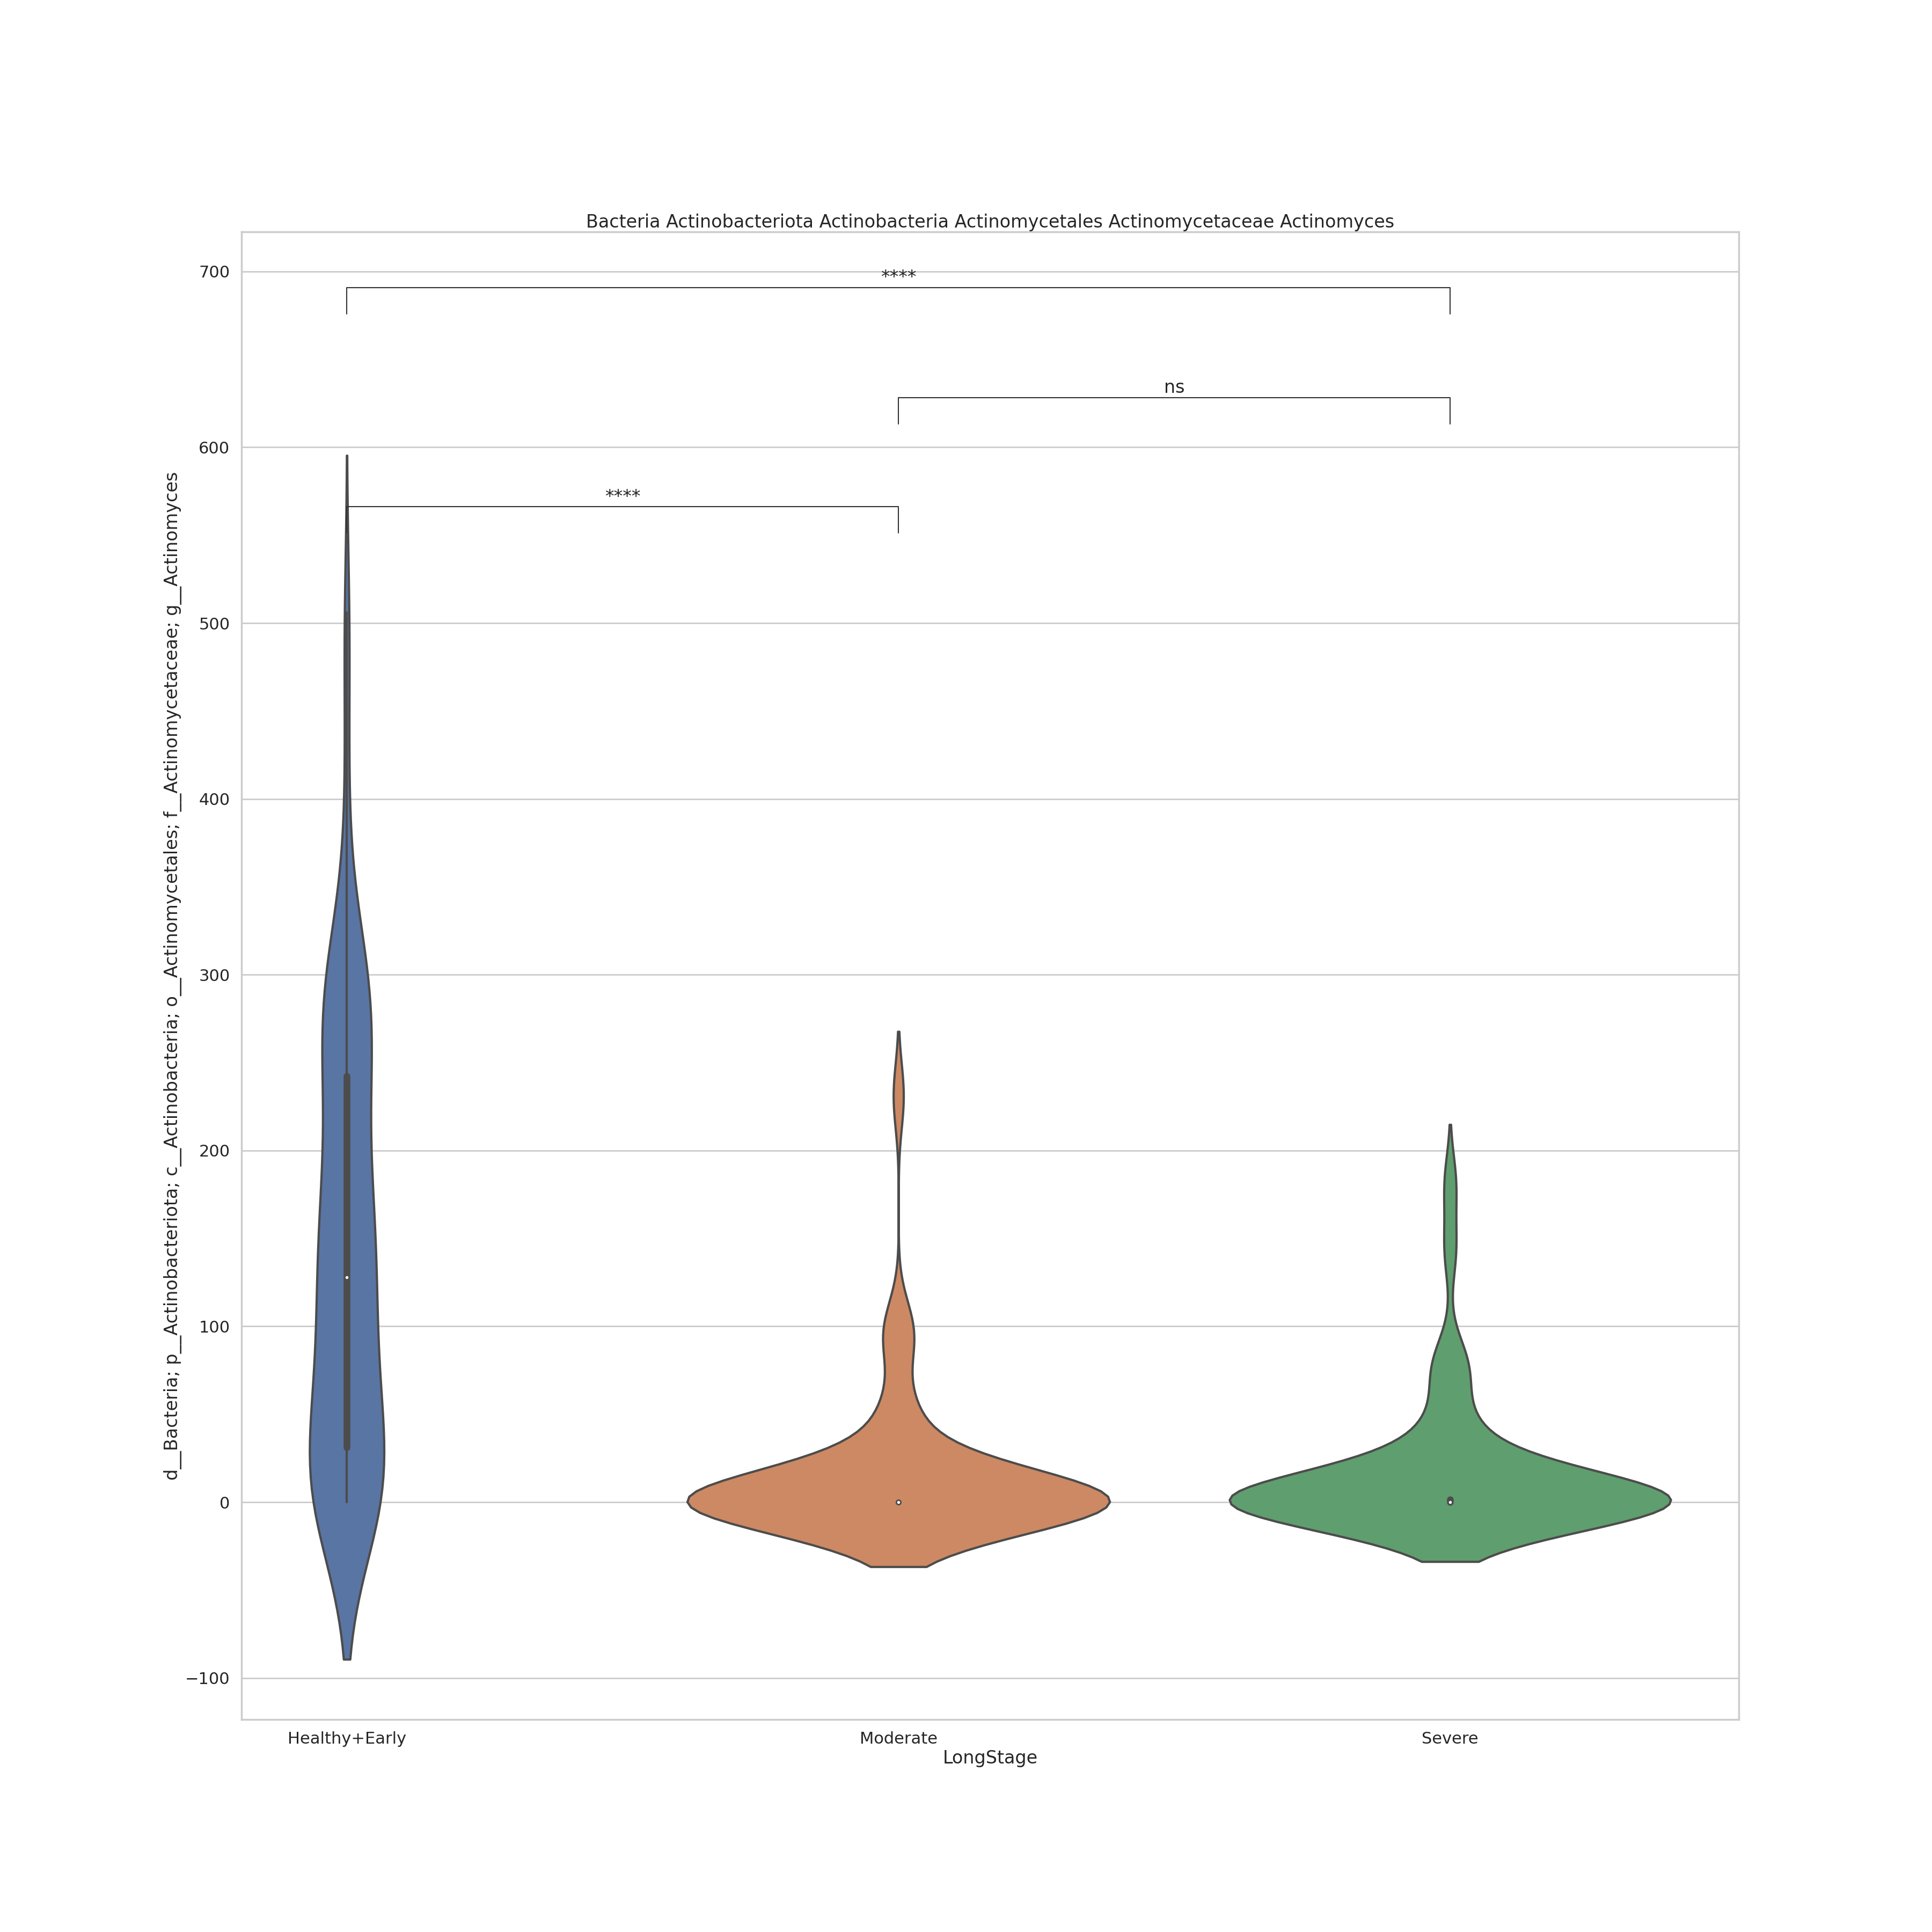 Bacteria Actinobacteriota Actinobacteria Actinomycetales Actinomycetaceae Actinomyces
700
****
ns
600
****
500
400
300
200
100
0
−100
d__Bacteria; p__Actinobacteriota; c__Actinobacteria; o__Actinomycetales; f__Actinomycetaceae; g__Actinomyces
Healthy+Early Moderate Severe
LongStage